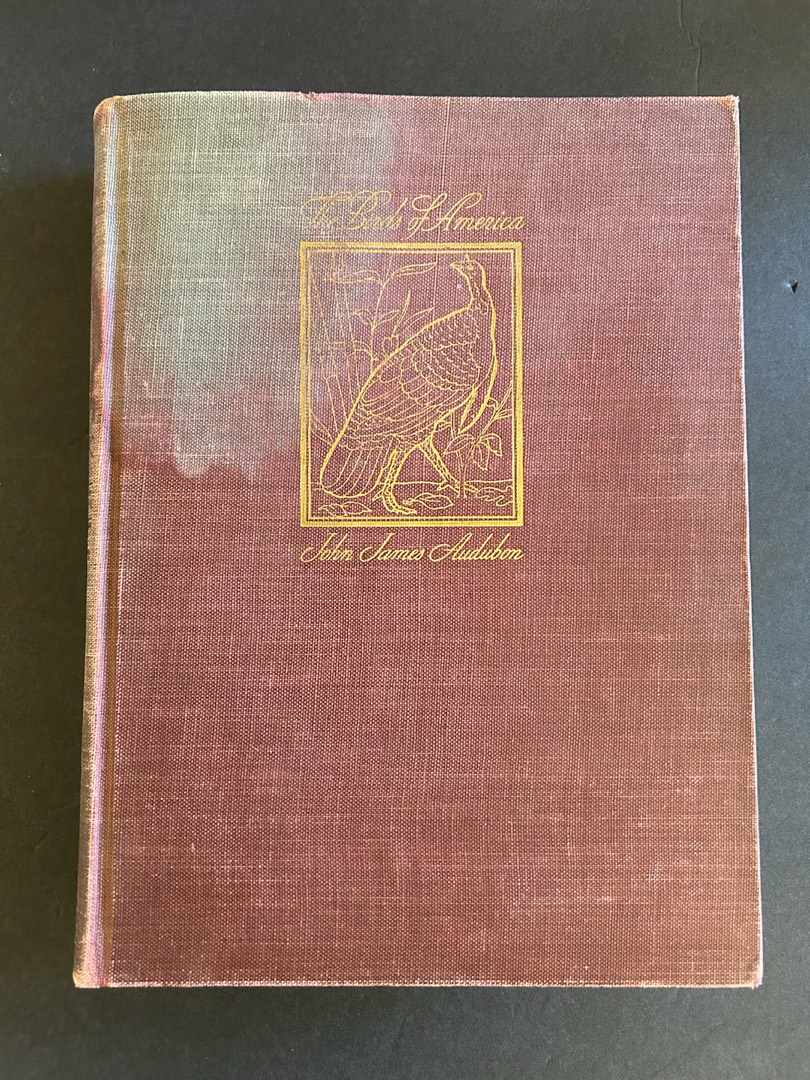 The Birds of America
John James Audubon